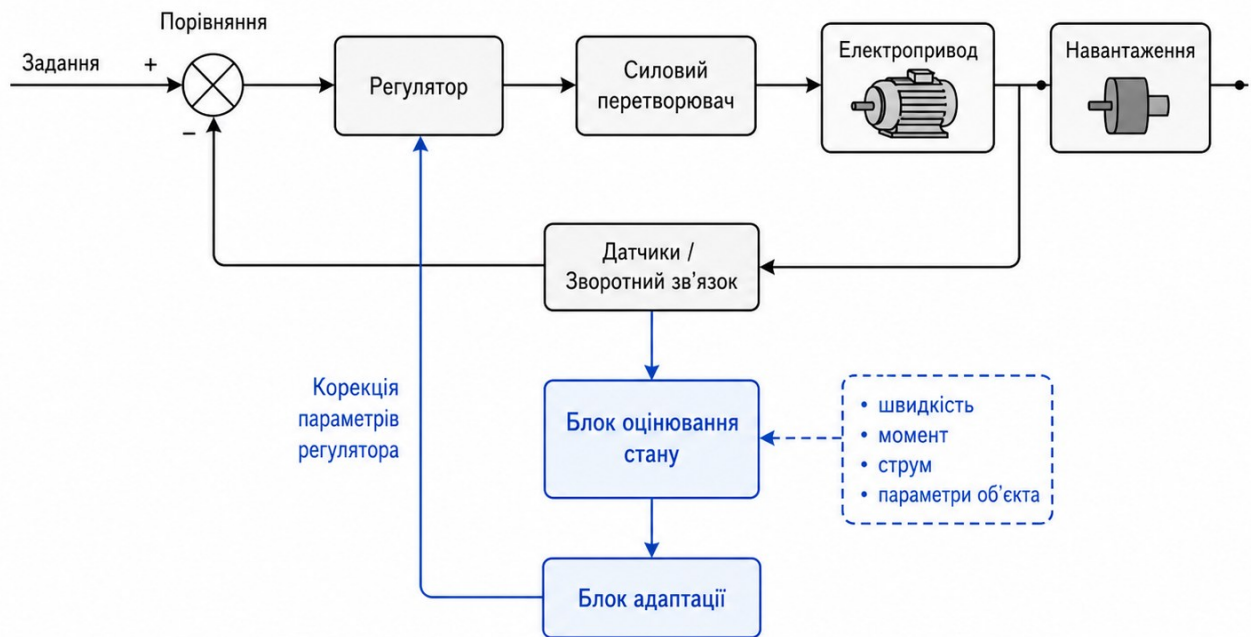 Порівняння
Задання
+
−
Регулятор
Силовий
перетворювач
Електропривод
Навантаження
Датчики /
Зворотний зв’язок
Корекція
параметрів
регулятора
Блок оцінювання
стану
• швидкість
• момент
• струм
• параметри об’єкта
Блок адаптації